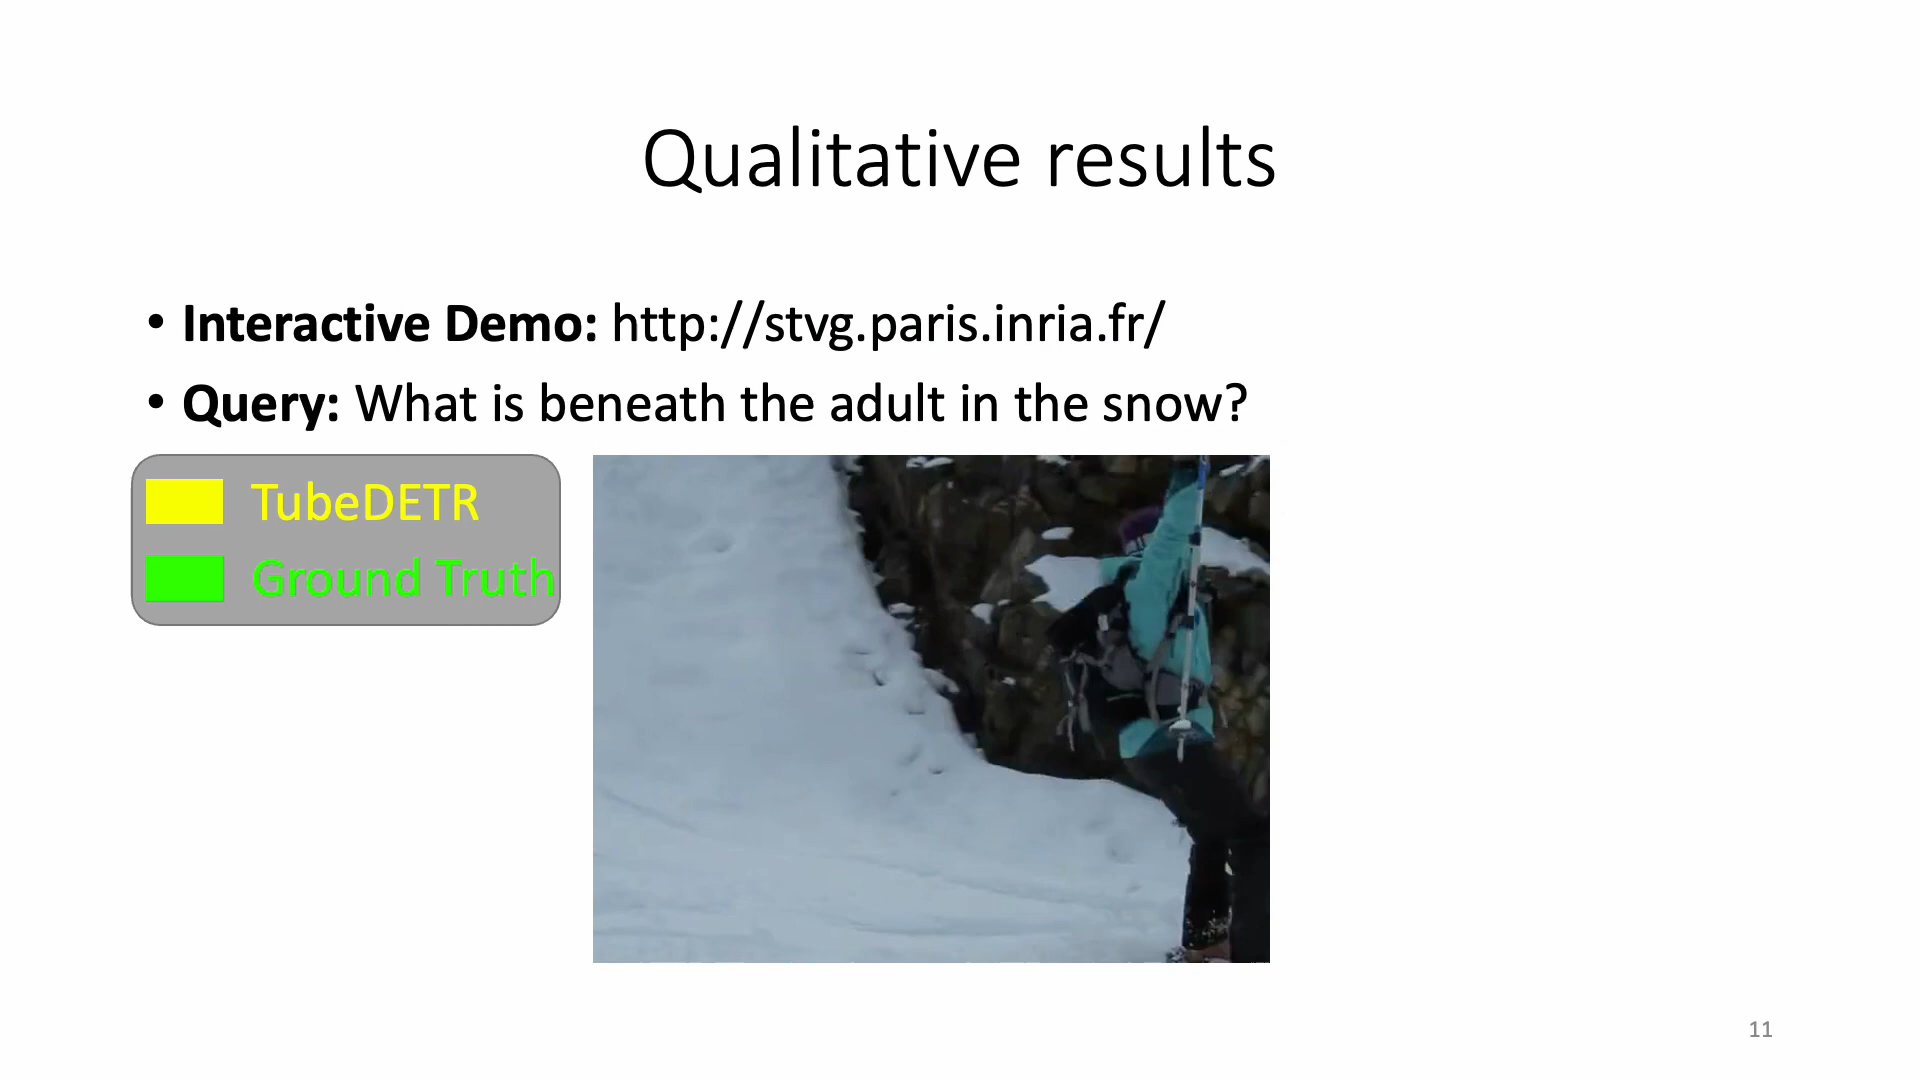 Qualitative results
• Interactive Demo: http://stvg.paris.inria.fr/
• Query: What is beneath the adult in the snow?
TubeDETR
Ground Truth
11